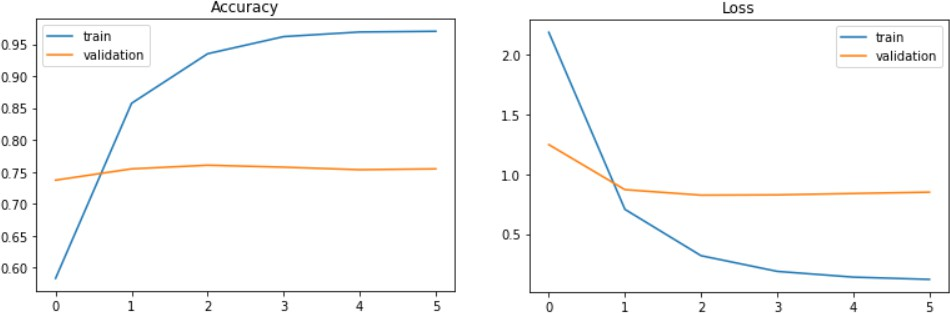 Accuracy
train
validation
0.95
0.90
0.85
0.80
0.75
0.70
0.65
0.60
0 1 2 3 4 5
Loss
train
validation
2.0
1.5
1.0
0.5
0 1 2 3 4 5